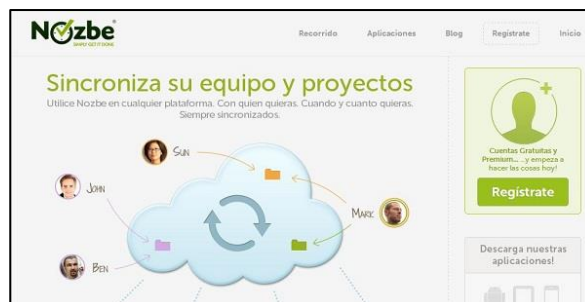 Nozbe®
SIMPLY GET IT DONE
Recorrido Aplicaciones Blog Regístrate Inicio
Sincroniza su equipo y proyectos
Utilice Nozbe en cualquier plataforma. Con quien quieras. Cuando y cuanto quieras.
Siempre sincronizados.
SUN
JOHN
MARK
BEN
Cuentas Gratuitas y
Premium... ...y empeza a
hacer las cosas hoy!
Regístrate
Descarga nuestras
aplicaciones!